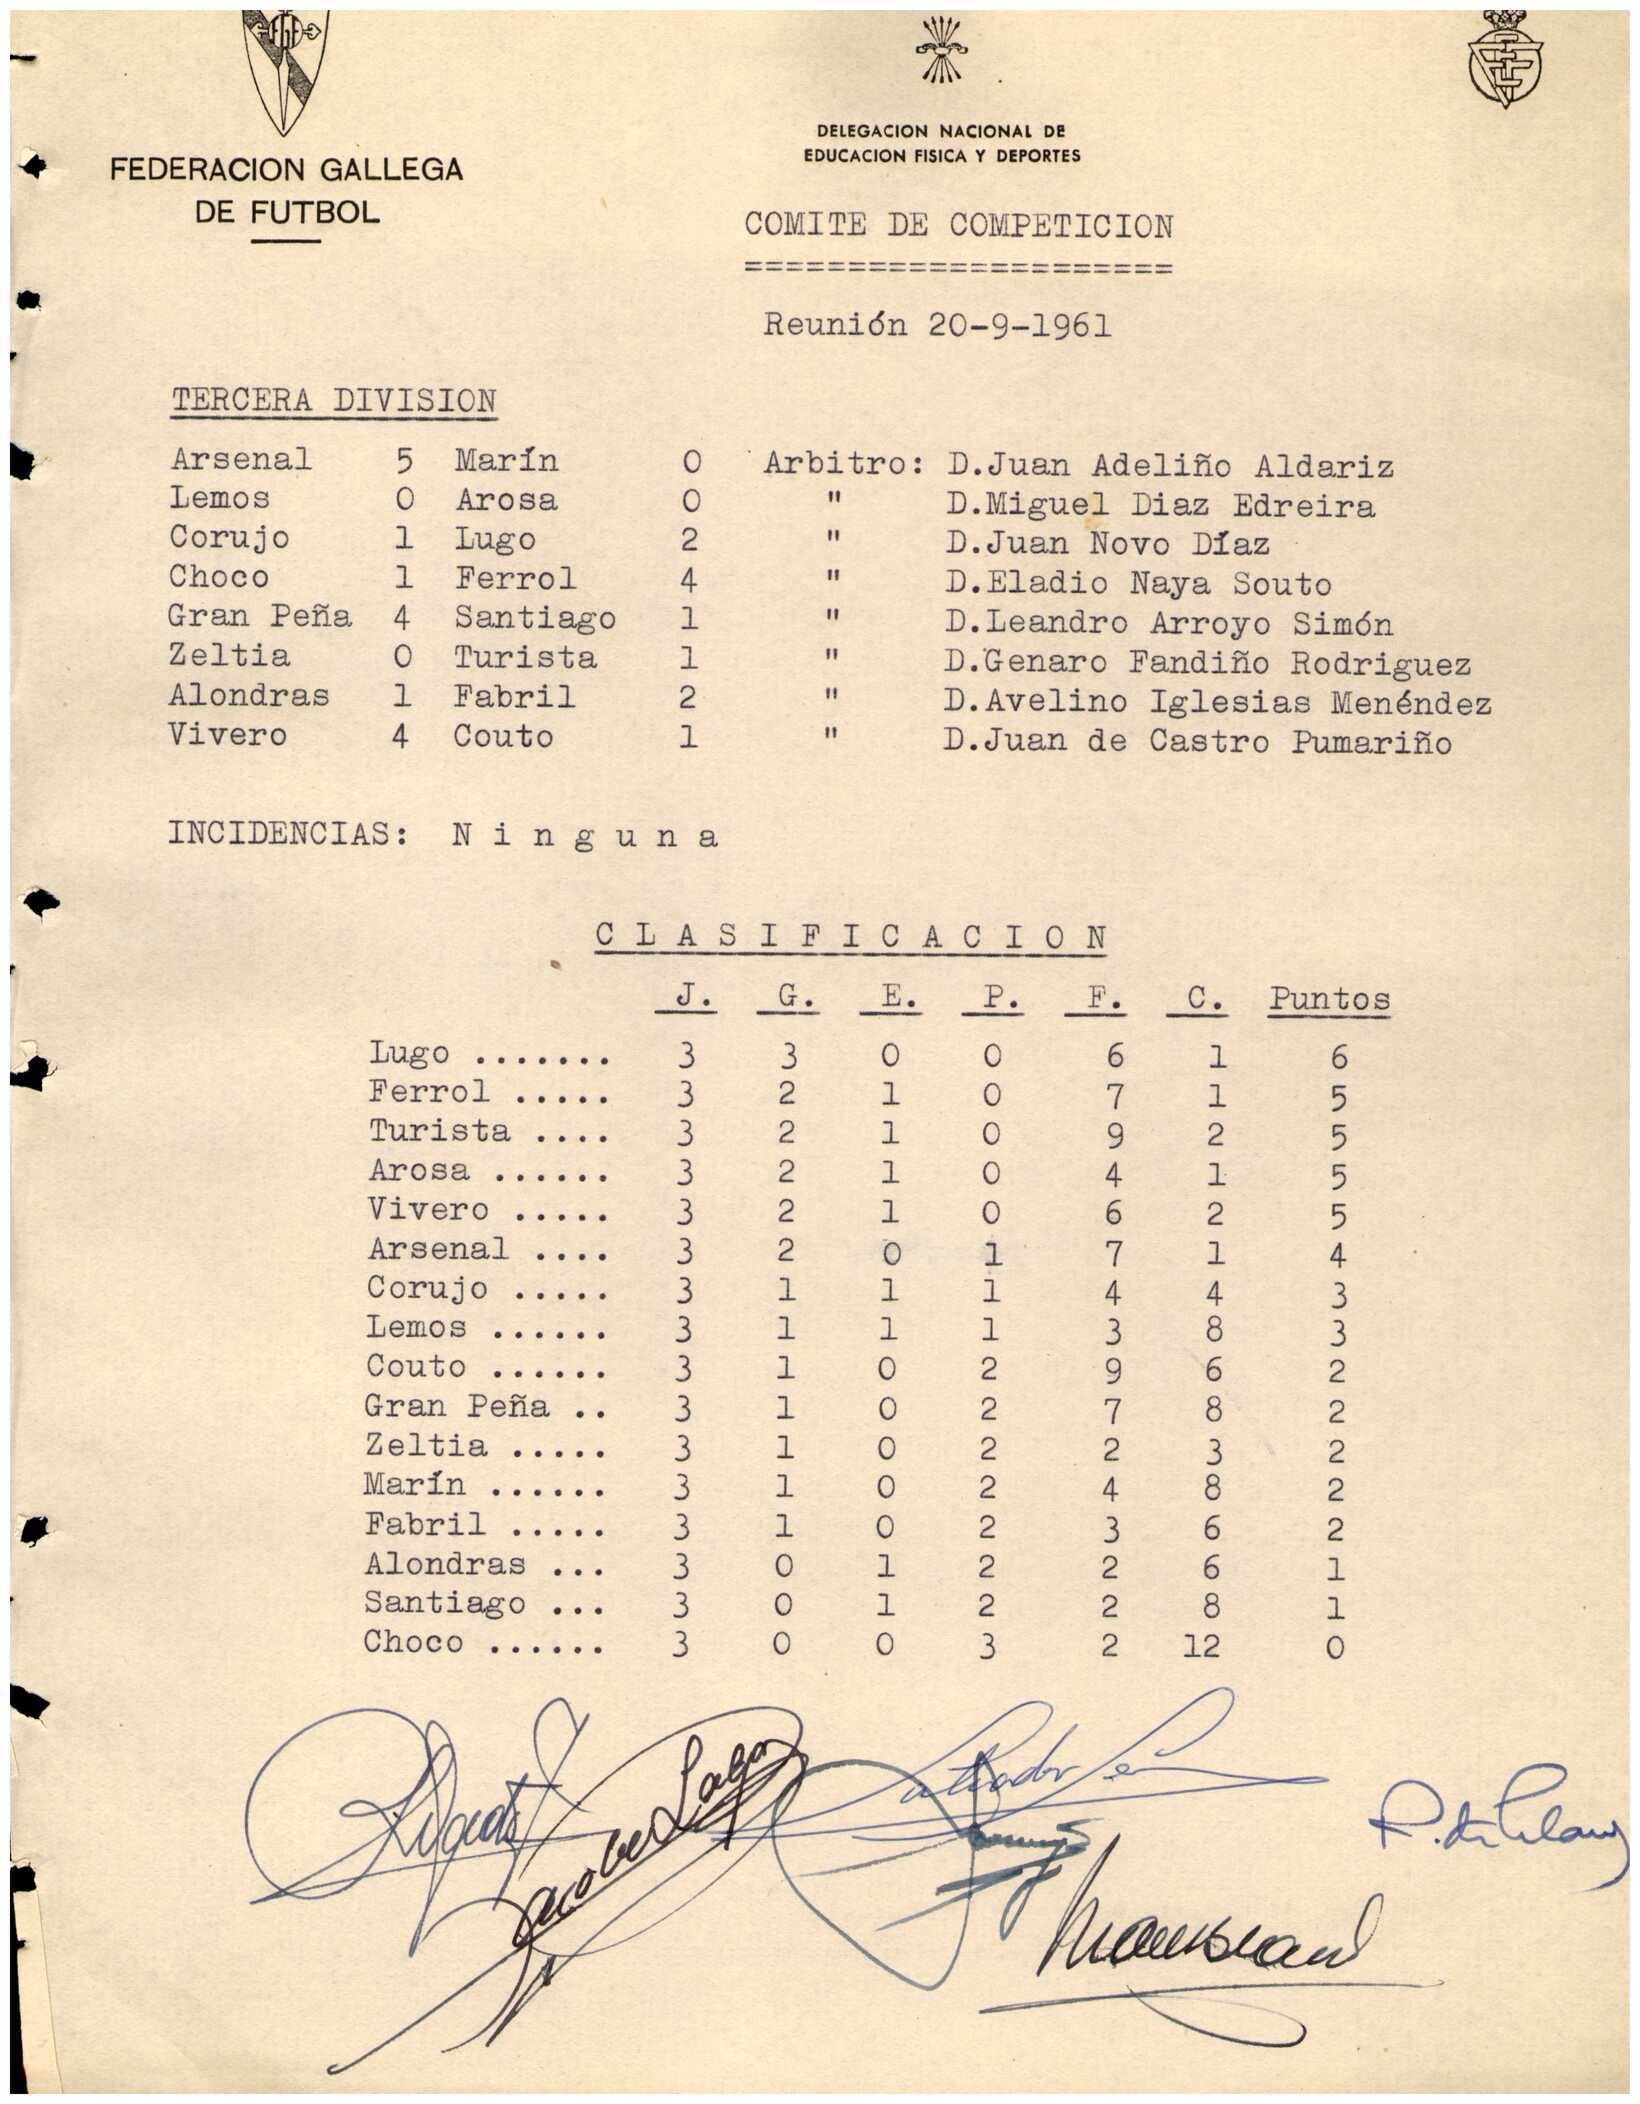 FEDERACION GALLEGA
DE FUTBOL
DELEGACION NACIONAL DE
EDUCACION FISICA Y DEPORTES
COMITE DE COMPETICION
=====================
Reunión 20-9-1961
TERCERA DIVISION
Arsenal 5 Marín 0 Arbitro: D.Juan Adeliño Aldariz
Lemos 0 Arosa 0 " D.Miguel Diaz Edreira
Corujo 1 Lugo 2 " D.Juan Novo Díaz
Choco 1 Ferrol 4 " D.Eladio Naya Souto
Gran Peña 4 Santiago 1 " D.Leandro Arroyo Simón
Zeltia 0 Turista 1 " D.Genaro Fandiño Rodriguez
Alondras 1 Fabril 2 " D.Avelino Iglesias Menéndez
Vivero 4 Couto 1 " D.Juan de Castro Pumariño
INCIDENCIAS: N i n g u n a
C L A S I F I C A C I O N
J. G. E. P. F. C. Puntos
Lugo ....... 3 3 0 0 6 1 6
Ferrol ..... 3 2 1 0 7 1 5
Turista .... 3 2 1 0 9 2 5
Arosa ...... 3 2 1 0 4 1 5
Vivero ..... 3 2 1 0 6 2 5
Arsenal .... 3 2 0 1 7 1 4
Corujo ..... 3 1 1 1 4 4 3
Lemos ...... 3 1 1 1 3 8 3
Couto ...... 3 1 0 2 9 6 2
Gran Peña .. 3 1 0 2 7 8 2
Zeltia ..... 3 1 0 2 2 3 2
Marín ...... 3 1 0 2 4 8 2
Fabril ..... 3 1 0 2 3 6 2
Alondras ... 3 0 1 2 2 6 1
Santiago ... 3 0 1 2 2 8 1
Choco ...... 3 0 0 3 2 12 0